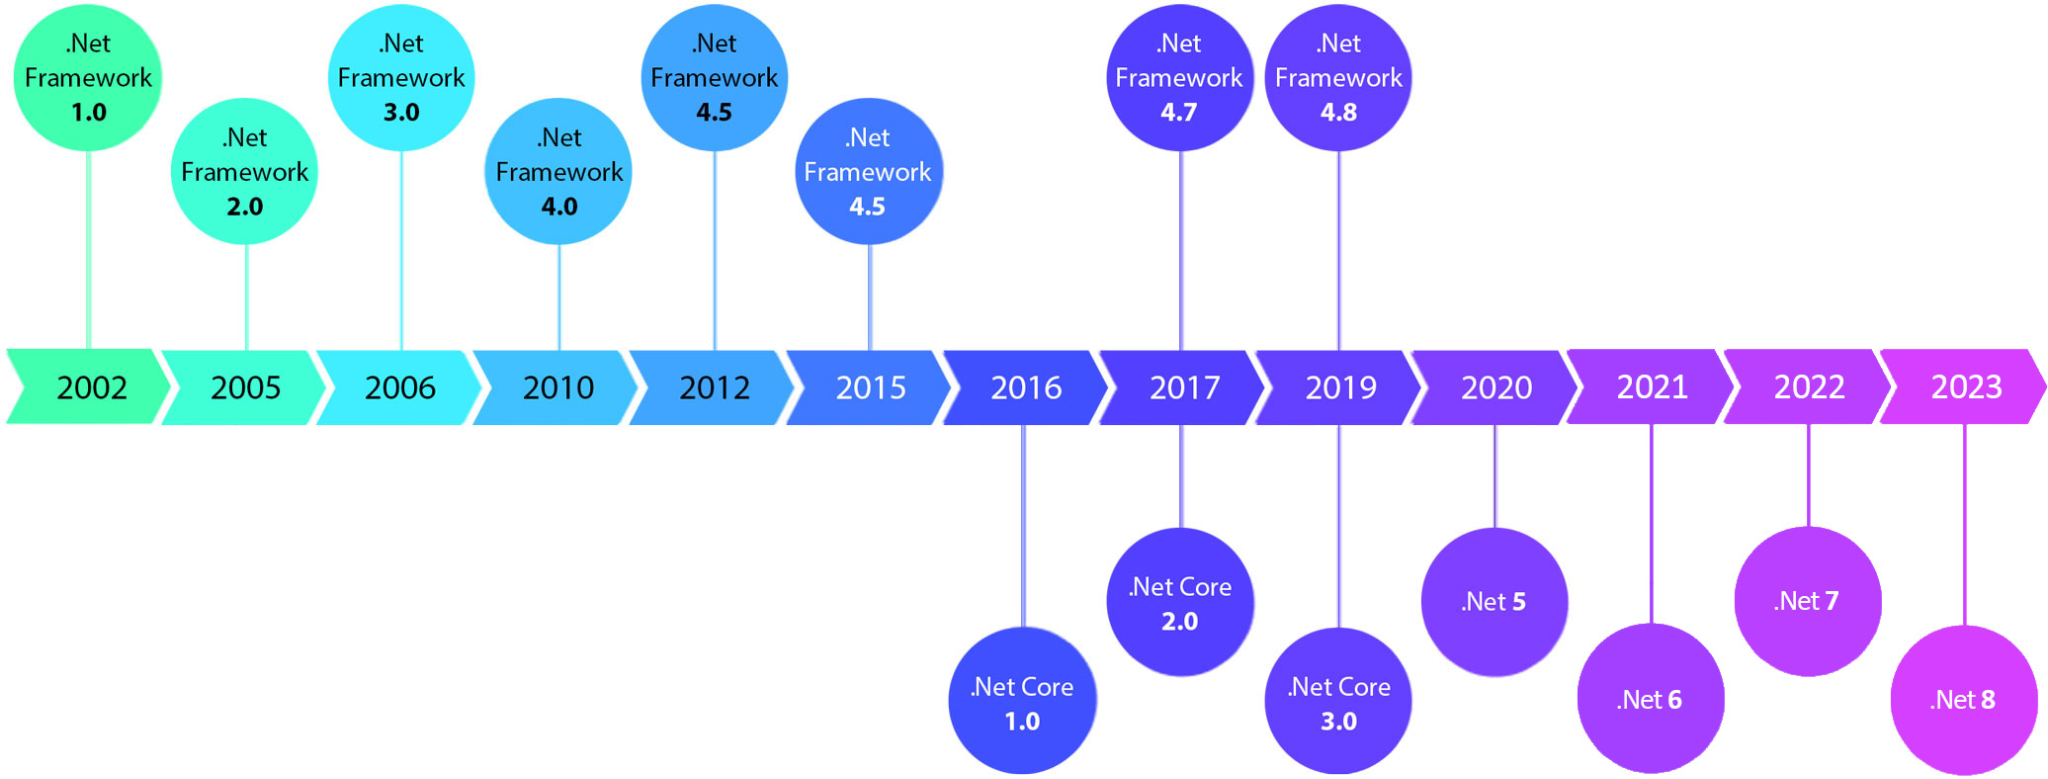 .Net
Framework
1.0
.Net
Framework
2.0
.Net
Framework
3.0
.Net
Framework
4.0
.Net
Framework
4.5
.Net
Framework
4.5
.Net
Framework
4.7
.Net
Framework
4.8
2002
2005
2006
2010
2012
2015
2016
2017
2019
2020
2021
2022
2023
.Net Core
1.0
.Net Core
2.0
.Net Core
3.0
.Net 5
.Net 6
.Net 7
.Net 8